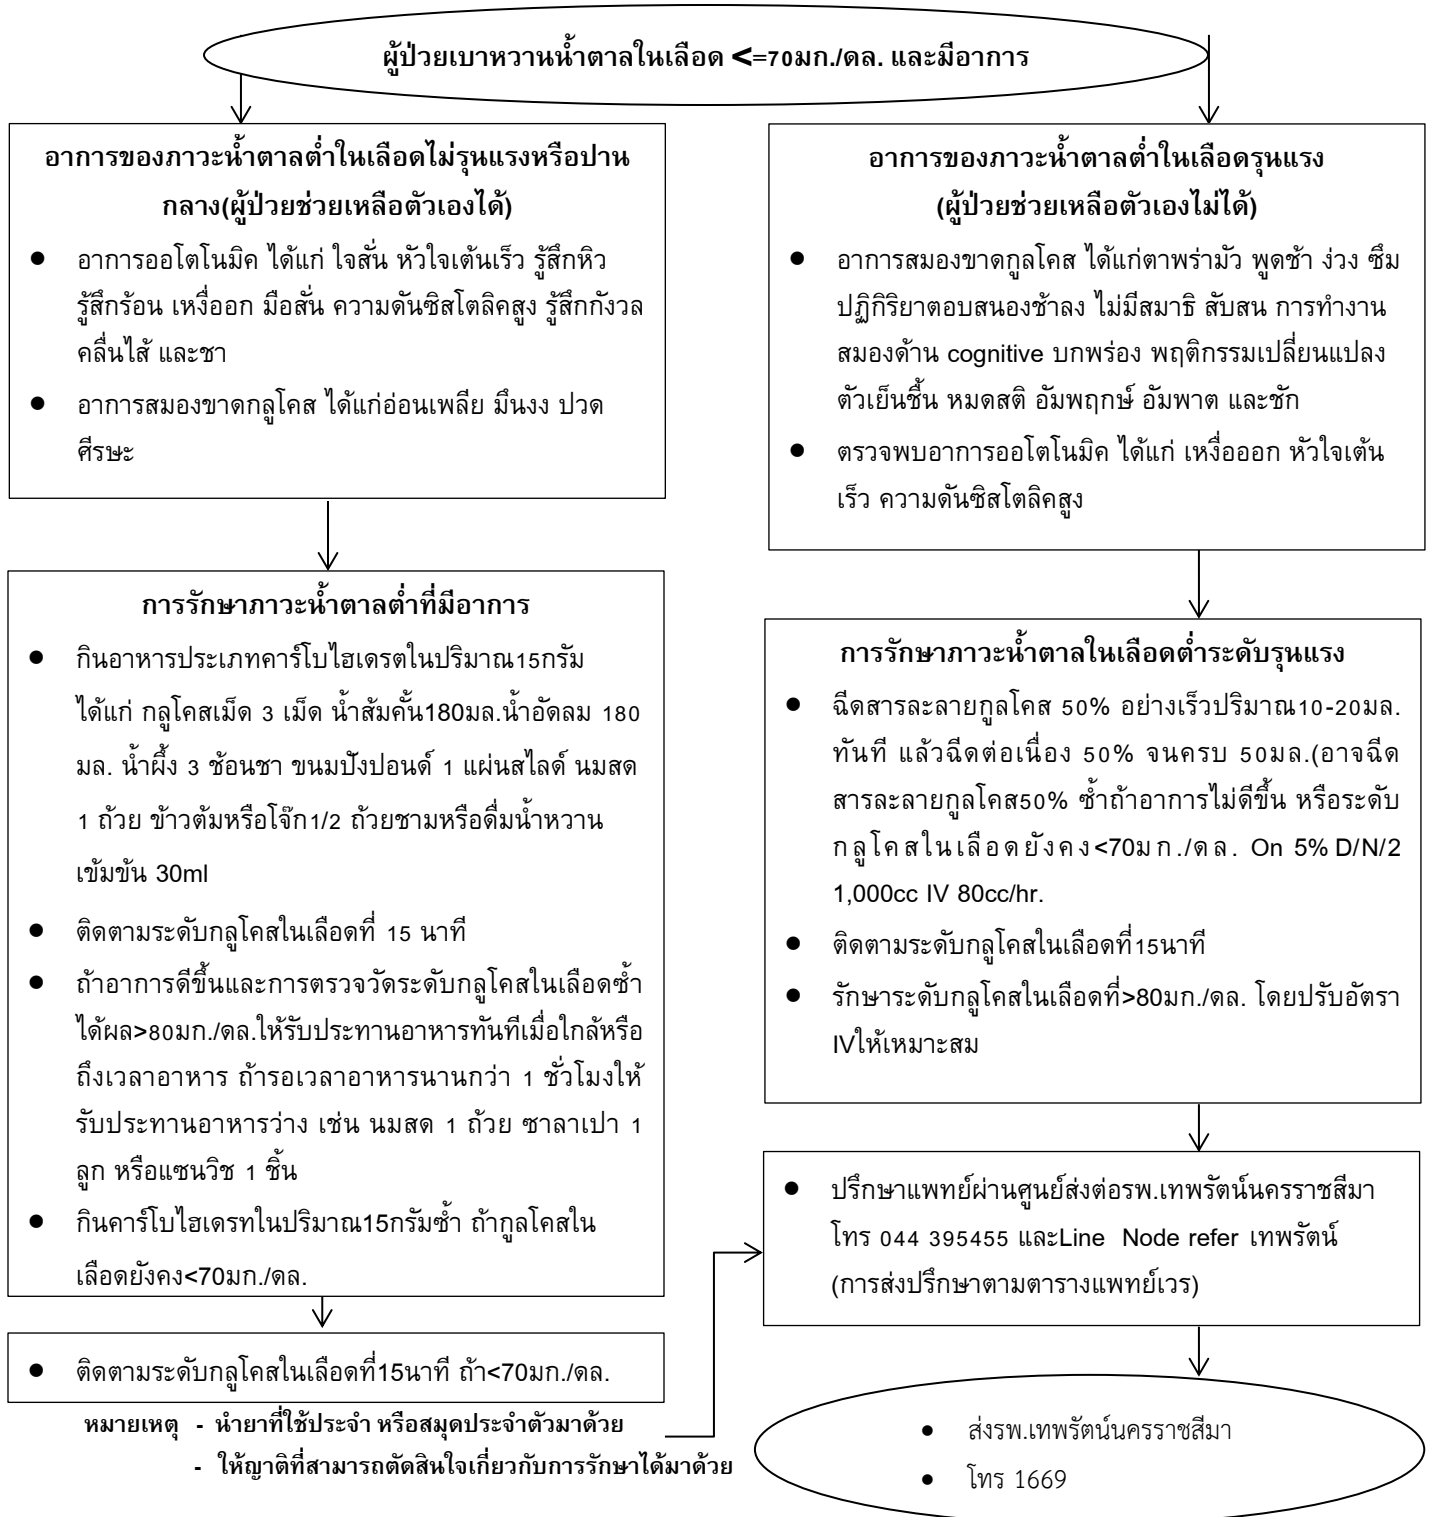 ผู้ป่วยเบาหวานน้ำตาลในเลือด <=70มก./ดล. และมีอาการ
อาการของภาวะน้ำตาลต่ำในเลือดไม่รุนแรงหรือปาน
กลาง(ผู้ป่วยช่วยเหลือตัวเองได้)
● อาการออโตโนมิค ได้แก่ ใจสั่น หัวใจเต้นเร็ว รู้สึกหิว
รู้สึกร้อน เหงื่ออก มือสั่น ความดันซิสโตลิคสูง รู้สึกกังวล
คลื่นไส้ และชา
● อาการสมองขาดกลูโคส ได้แก่อ่อนเพลีย มึนงง ปวด
ศีรษะ
อาการของภาวะน้ำตาลต่ำในเลือดรุนแรง
(ผู้ป่วยช่วยเหลือตัวเองไม่ได้)
● อาการสมองขาดกูลโคส ได้แก่ตาพร่ามัว พูดช้า ง่วง ซึม
ปฏิกิริยาตอบสนองช้าลง ไม่มีสมาธิ สับสน การทำงาน
สมองด้าน cognitive บกพร่อง พฤติกรรมเปลี่ยนแปลง
ตัวเย็นชื้น หมดสติ อัมพฤกษ์ อัมพาต และชัก
● ตรวจพบอาการออโตโนมิค ได้แก่ เหงื่อออก หัวใจเต้น
เร็ว ความดันซิสโตลิคสูง
การรักษาภาวะน้ำตาลต่ำที่มีอาการ
● กินอาหารประเภทคาร์โบไฮเดรตในปริมาณ15กรัม
ได้แก่ กลูโคสเม็ด 3 เม็ด น้ำส้มคั้น180มล.น้ำอัดลม 180
มล. น้ำผึ้ง 3 ช้อนชา ขนมปังปอนด์ 1 แผ่นสไลด์ นมสด
1 ถ้วย ข้าวต้มหรือโจ๊ก1/2 ถ้วยชามหรือดื่มน้ำหวาน
เข้มข้น 30ml
● ติดตามระดับกลูโคสในเลือดที่ 15 นาที
● ถ้าอาการดีขึ้นและการตรวจวัดระดับกลูโคสในเลือดซ้ำ
ได้ผล>80มก./ดล.ให้รับประทานอาหารทันทีเมื่อใกล้หรือ
ถึงเวลาอาหาร ถ้ารอเวลาอาหารนานกว่า 1 ชั่วโมงให้
รับประทานอาหารว่าง เช่น นมสด 1 ถ้วย ซาลาเปา 1
ลูก หรือแซนวิช 1 ชิ้น
● กินคาร์โบไฮเดรทในปริมาณ15กรัมซ้ำ ถ้ากูลโคสใน
เลือดยังคง<70มก./ดล.
● ติดตามระดับกลูโคสในเลือดที่15นาที ถ้า<70มก./ดล.
หมายเหตุ - นำยาที่ใช้ประจำ หรือสมุดประจำตัวมาด้วย
- ให้ญาติที่สามารถตัดสินใจเกี่ยวกับการรักษาได้มาด้วย
การรักษาภาวะน้ำตาลในเลือดต่ำระดับรุนแรง
● ฉีดสารละลายกูลโคส 50% อย่างเร็วปริมาณ10-20มล.
ทันที แล้วฉีดต่อเนื่อง 50% จนครบ 50มล.(อาจฉีด
สารละลายกูลโคส50% ซ้ำถ้าอาการไม่ดีขึ้น หรือระดับ
กลูโคสในเลือดยังคง<70มก./ดล. On 5% D/N/2
1,000cc IV 80cc/hr.
● ติดตามระดับกลูโคสในเลือดที่15นาที
● รักษาระดับกลูโคสในเลือดที่>80มก./ดล. โดยปรับอัตรา
IVให้เหมาะสม
● ปรึกษาแพทย์ผ่านศูนย์ส่งต่อรพ.เทพรัตน์นครราชสีมา
โทร 044 395455 และLine Node refer เทพรัตน์
(การส่งปรึกษาตามตารางแพทย์เวร)
● ส่งรพ.เทพรัตน์นครราชสีมา
● โทร 1669